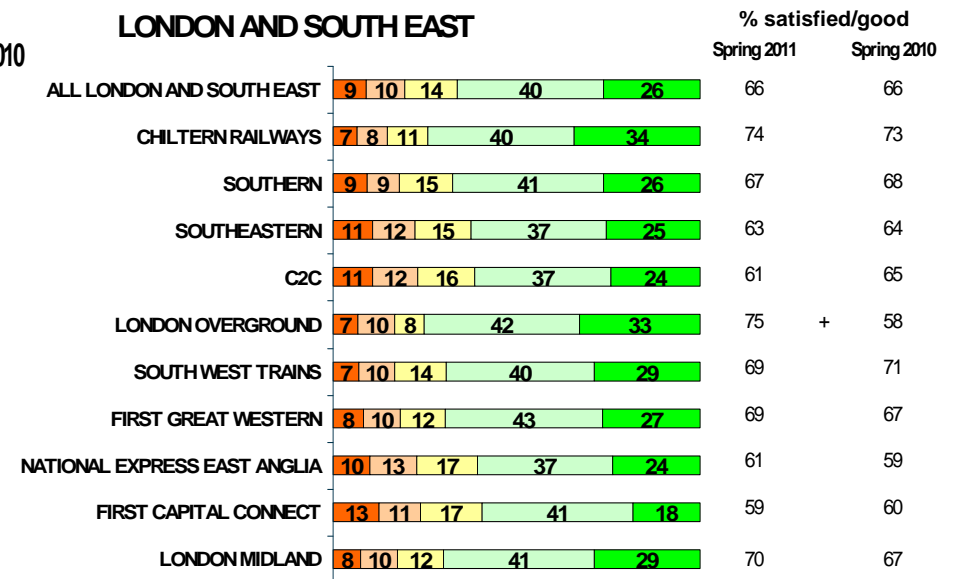 LONDON AND SOUTH EAST % satisfied/good
010 Spring 2011 Spring 2010
ALL LONDON AND SOUTH EAST 9 10 14 40 26 66 66
CHILTERN RAILWAYS 7 8 11 40 34 74 73
SOUTHERN 9 9 15 41 26 67 68
SOUTHEASTERN 11 12 15 37 25 63 64
C2C 11 12 16 37 24 61 65
LONDON OVERGROUND 7 10 8 42 33 75 + 58
SOUTH WEST TRAINS 7 10 14 40 29 69 71
FIRST GREAT WESTERN 8 10 12 43 27 69 67
NATIONAL EXPRESS EAST ANGLIA 10 13 17 37 24 61 59
FIRST CAPITAL CONNECT 13 11 17 41 18 59 60
LONDON MIDLAND 8 10 12 41 29 70 67